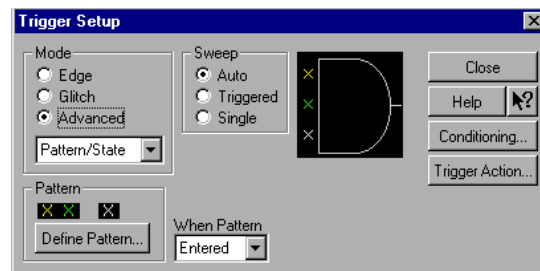 Trigger Setup
Mode
Edge
Glitch
Advanced
Pattern/State
Sweep
Auto
Triggered
Single
X
X
X
Close
Help
?
Conditioning...
Trigger Action...
Pattern
X X X
Define Pattern...
When Pattern
Entered